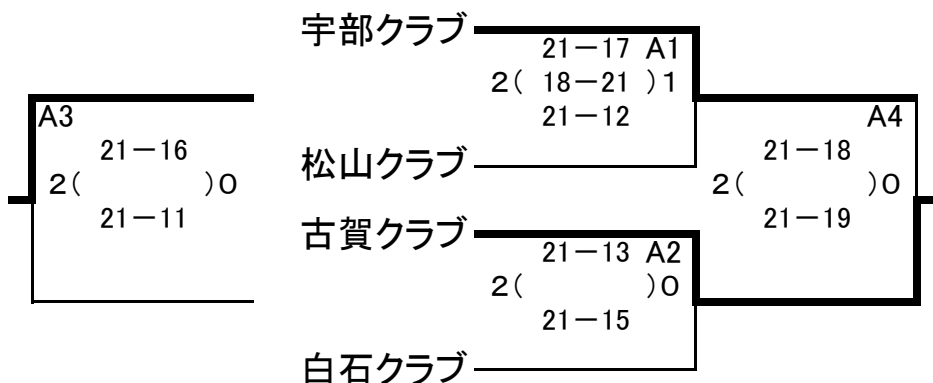 宇部クラブ
21-17 A1
2( 18-21 )1
21-12
松山クラブ
古賀クラブ
21-13 A2
2( )0
21-15
白石クラブ
A3
21-16
2( )0
21-11
A4
21-18
2( )0
21-19